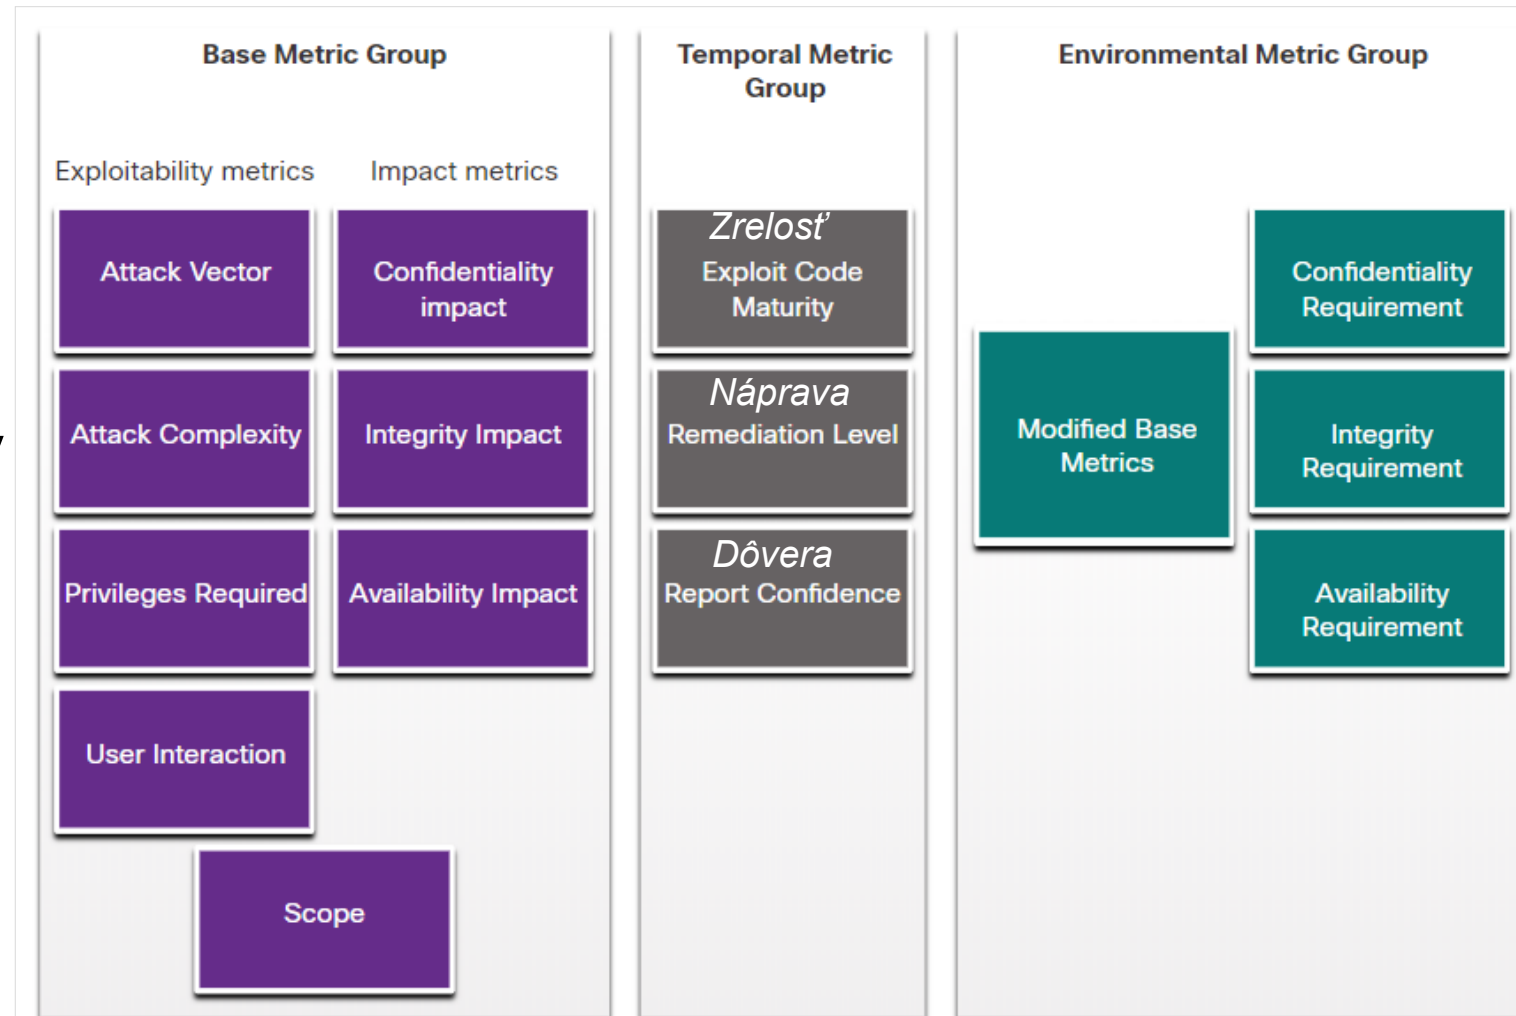 Base Metric Group
Exploitability metrics
Impact metrics
Attack Vector
Confidentiality
impact
Attack Complexity
Integrity Impact
Privileges Required
Availability Impact
User Interaction
Scope
Temporal Metric
Group
Zrelosť
Exploit Code
Maturity
Náprava
Remediation Level
Dôvera
Report Confidence
Environmental Metric Group
Modified Base
Metrics
Confidentiality
Requirement
Integrity
Requirement
Availability
Requirement